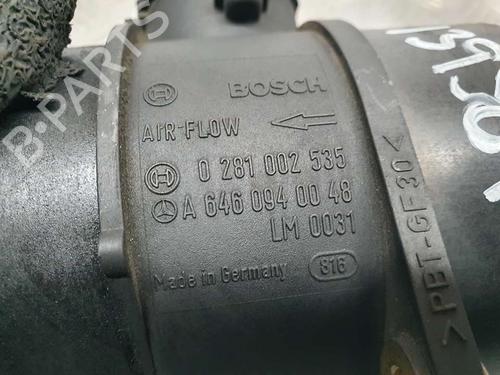 BOSCH
AIR FLOW
0 281 002 535
A 646 094 00 48
LM 0031
Made in Germany 816
>PBT-GF30<
B-PARTS